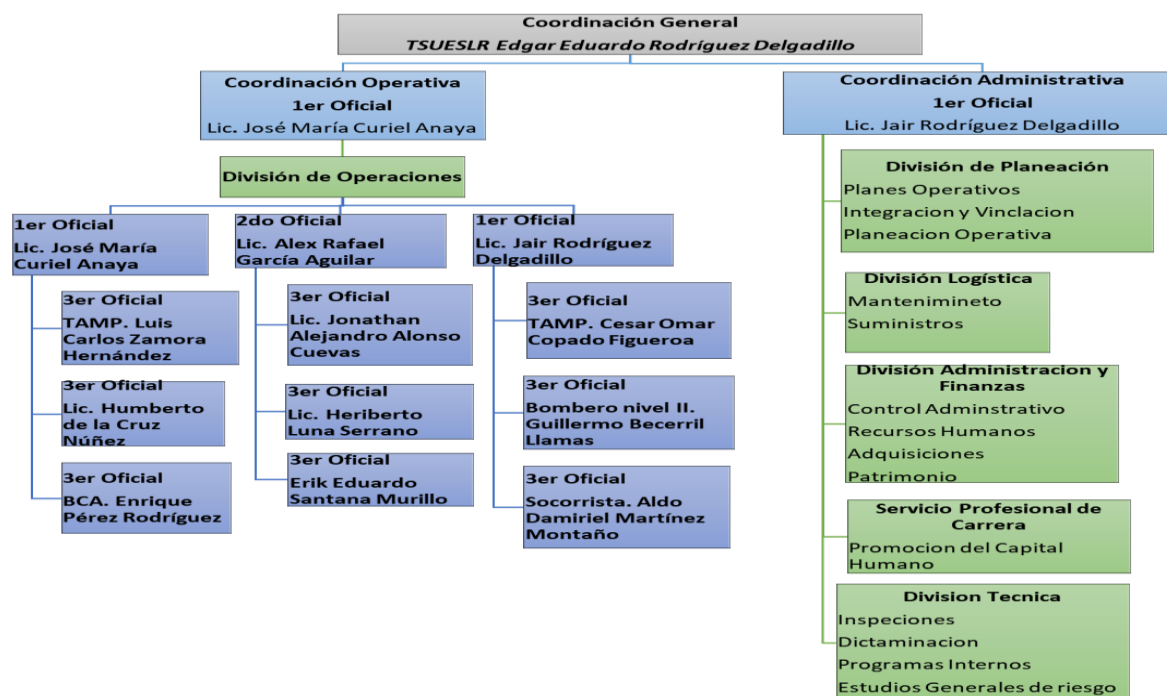 Coordinación General
TSUESLR Edgar Eduardo Rodríguez Delgadillo
Coordinación Operativa
1er Oficial
Lic. José María Curiel Anaya
División de Operaciones
1er Oficial
Lic. José María
Curiel Anaya
3er Oficial
TAMP. Luis
Carlos Zamora
Hernández
3er Oficial
Lic. Humberto
de la Cruz
Núñez
3er Oficial
BCA. Enrique
Pérez Rodríguez
2do Oficial
Lic. Alex Rafael
García Aguilar
3er Oficial
Lic. Jonathan
Alejandro Alonso
Cuevas
3er Oficial
Lic. Heriberto
Luna Serrano
3er Oficial
Erik Eduardo
Santana Murillo
1er Oficial
Lic. Jair Rodríguez
Delgadillo
3er Oficial
TAMP. Cesar Omar
Copado Figueroa
3er Oficial
Bombero nivel II.
Guillermo Becerril
Llamas
3er Oficial
Socorrista. Aldo
Damiriel Martínez
Montaño
Coordinación Administrativa
1er Oficial
Lic. Jair Rodríguez Delgadillo
División de Planeación
Planes Operativos
Integracion y Vinclacion
Planeacion Operativa
División Logística
Mantenimineto
Suministros
División Administracion y
Finanzas
Control Adminstrativo
Recursos Humanos
Adquisiciones
Patrimonio
Servicio Profesional de
Carrera
Promocion del Capital
Humano
Division Tecnica
Inspeciones
Dictaminacion
Programas Internos
Estudios Generales de riesgo